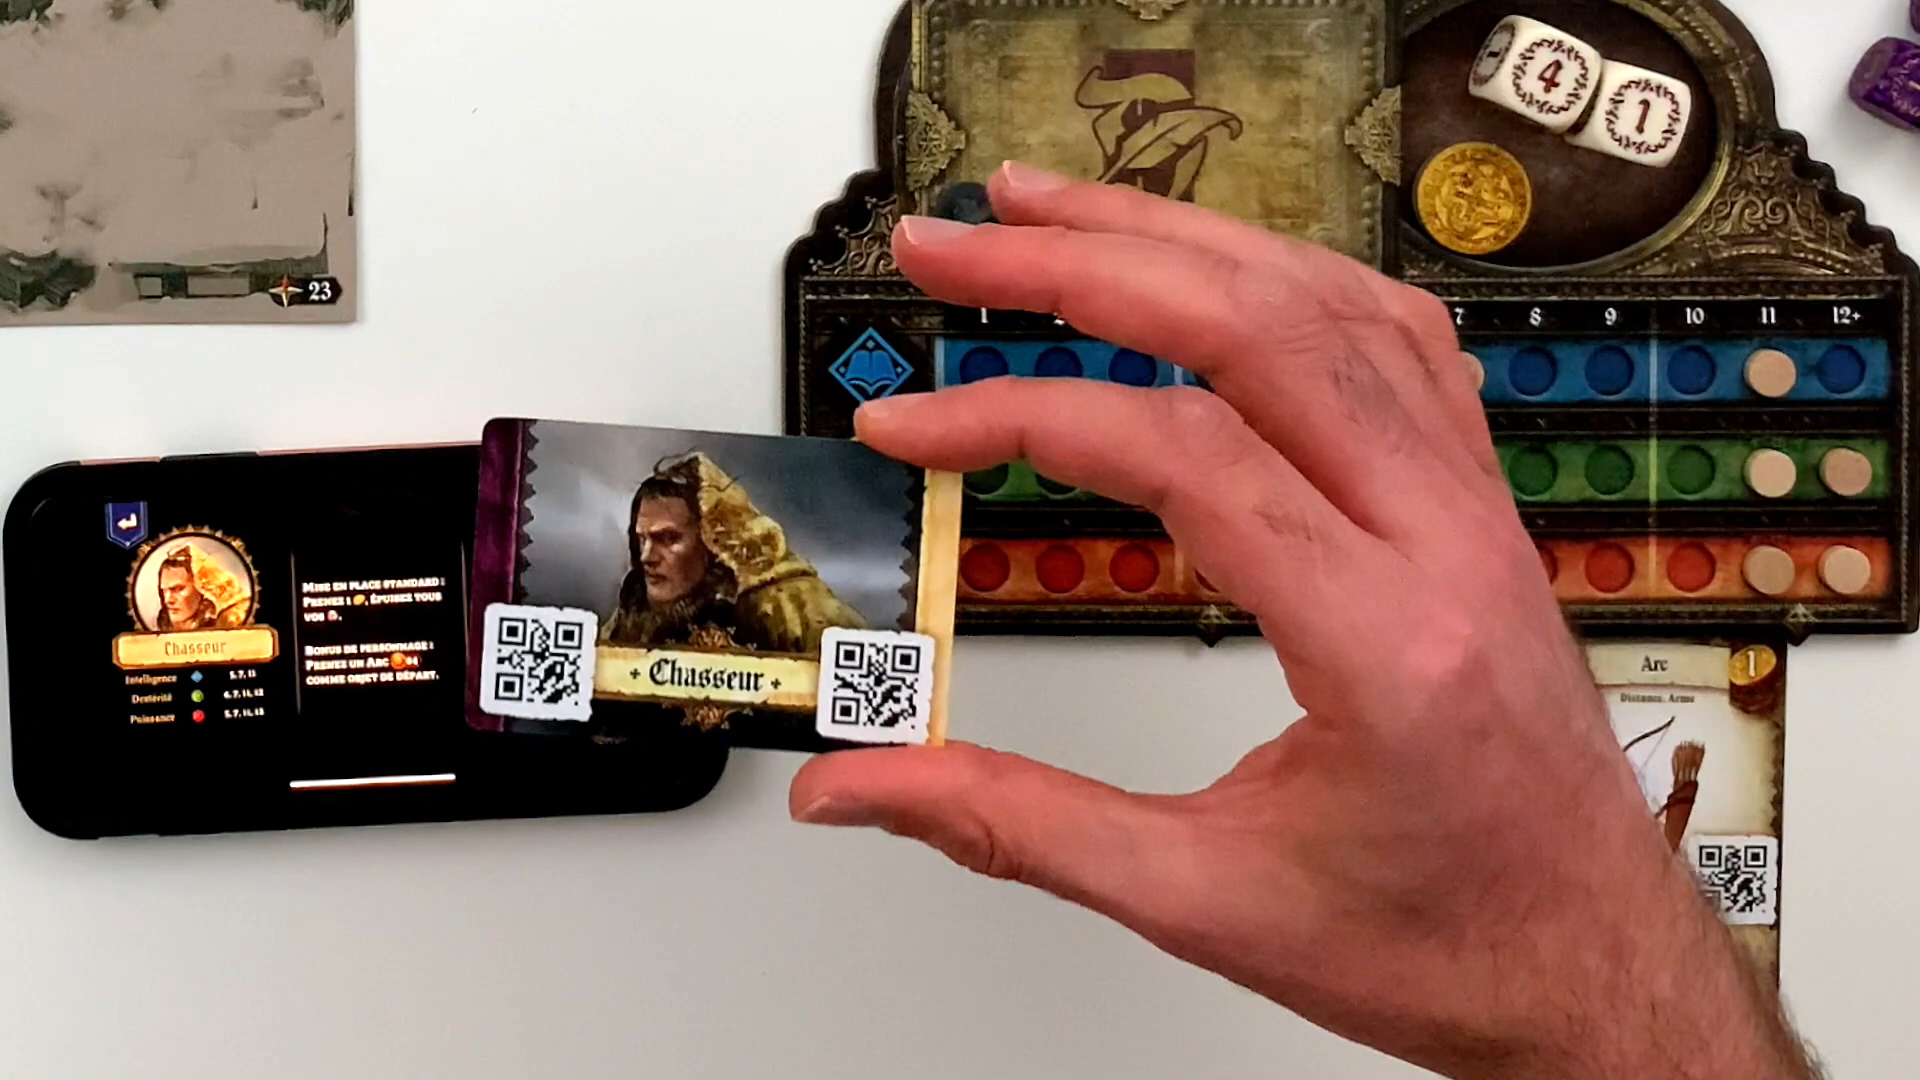 4
1
23
1
7
8
9
10
11
12+
Chasseur
Intelligence 5, 7, 11
Dextérité 6, 7, 11, 12
Puissance 5, 7, 11, 12
MISE EN PLACE STANDARD :
PRENEZ 1 , ÉPUISEZ TOUS
VOS .
BONUS DE PERSONNAGE :
PRENEZ UN ARC 84
COMME OBJET DE DÉPART.
Chasseur
Arc
1
Distance, Arme